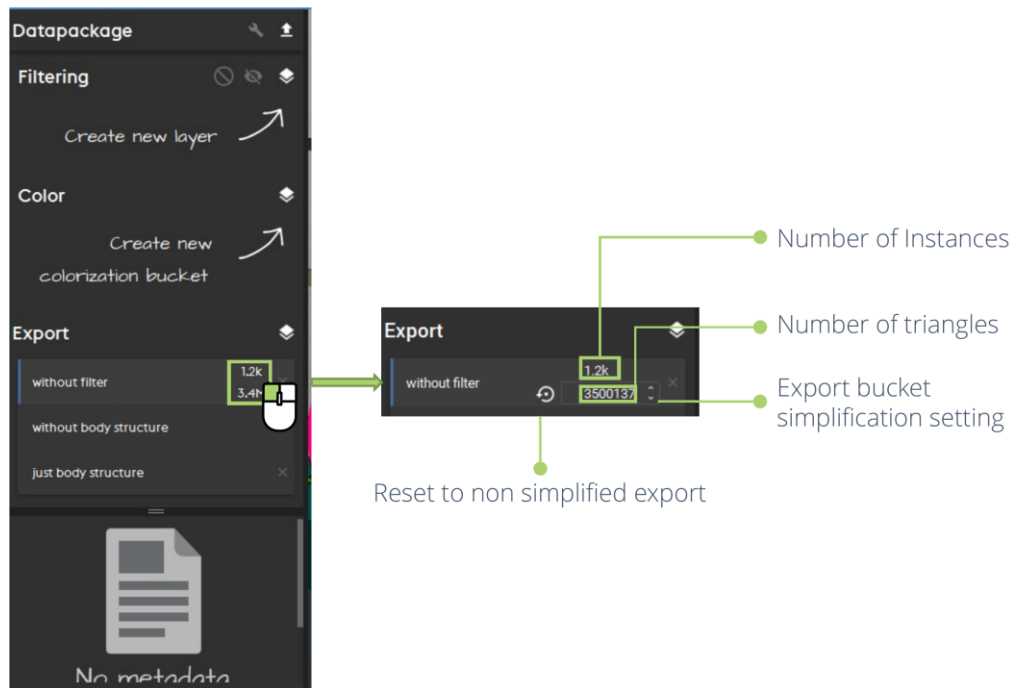 Datapackage
Filtering
Create new layer
Color
Create new
colorization bucket
Export
without filter
1.2k
3.4M
without body structure
just body structure
No metadata
Export
without filter
1.2k
3500137
Number of Instances
Number of triangles
Export bucket
simplification setting
Reset to non simplified export